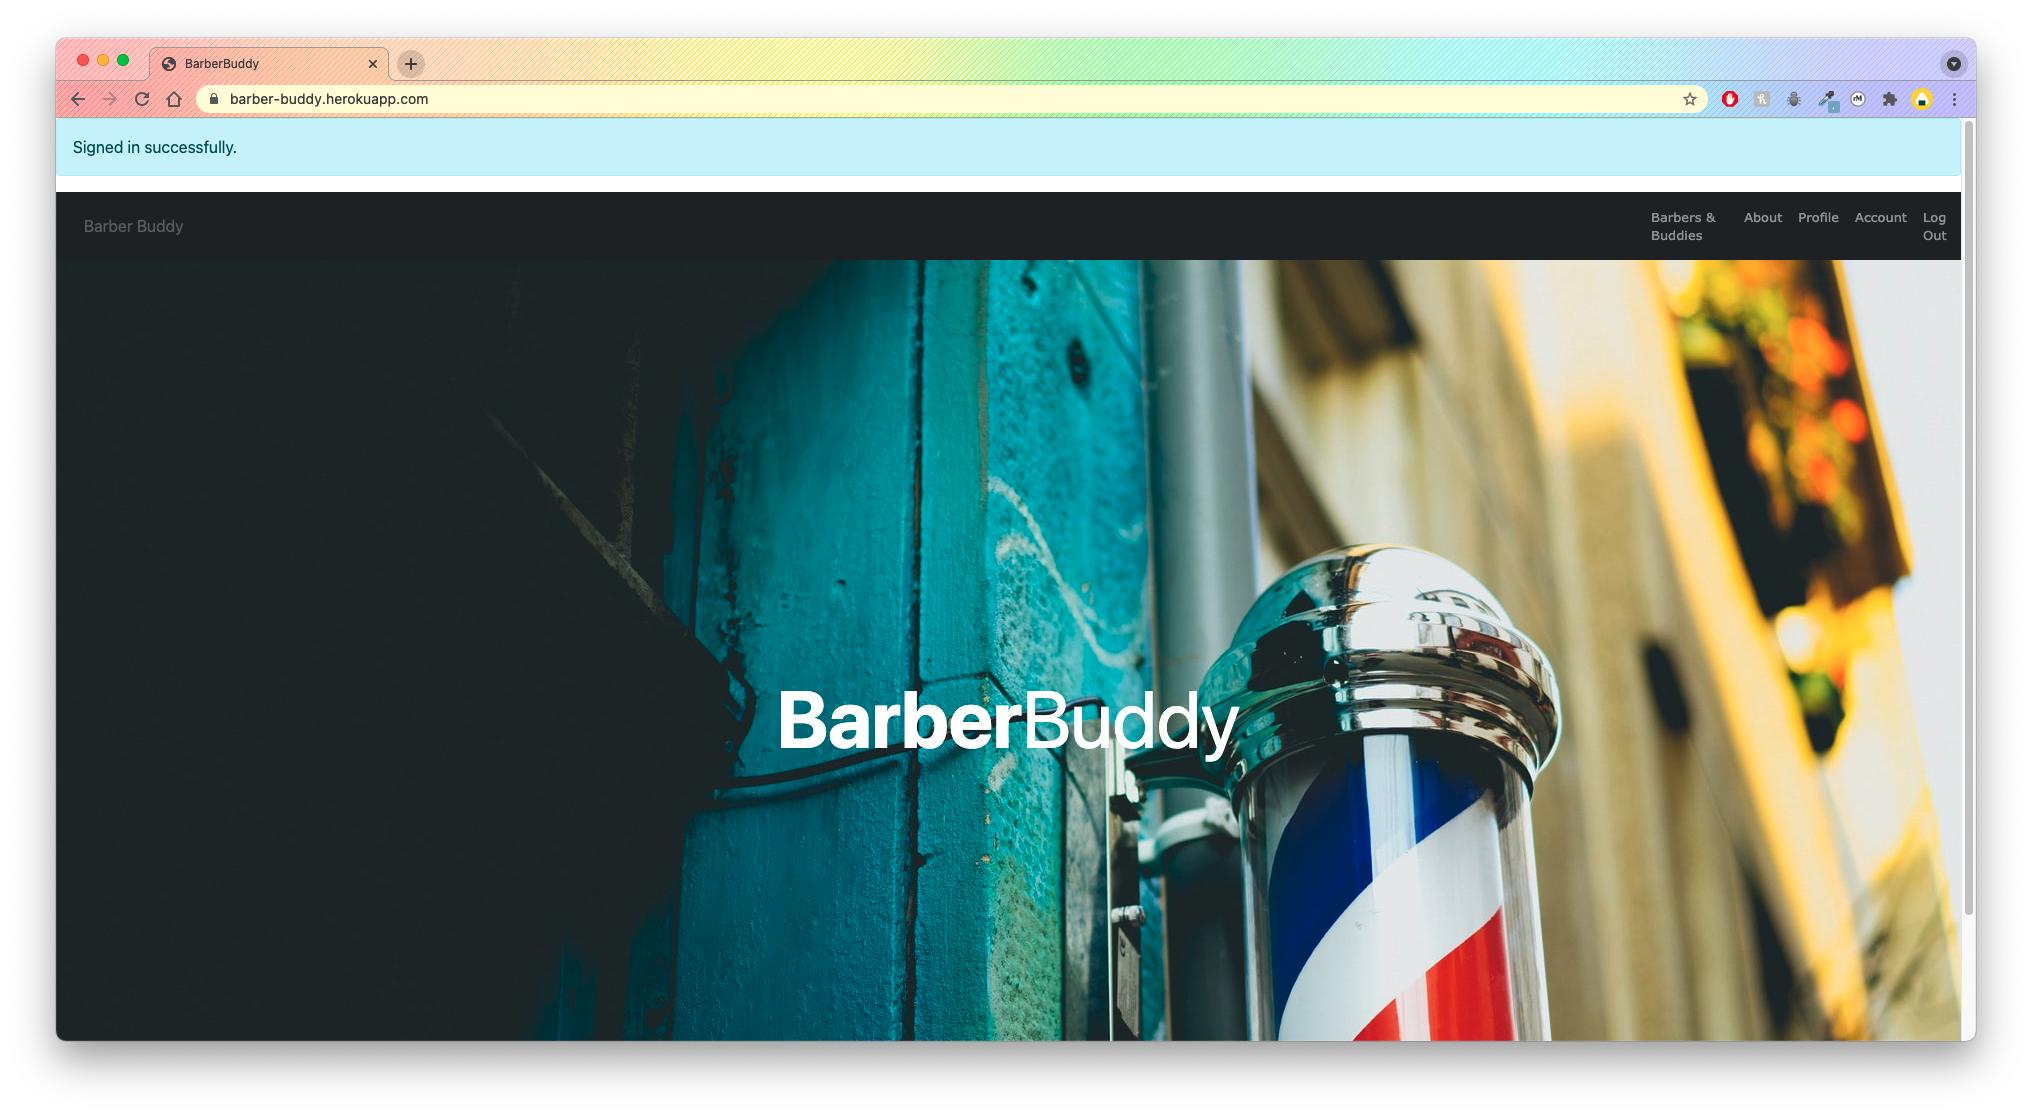 BarberBuddy
barber-buddy.herokuapp.com
Signed in successfully.
Barber Buddy
Barbers &
Buddies
About
Profile
Account
Log
Out
BarberBuddy